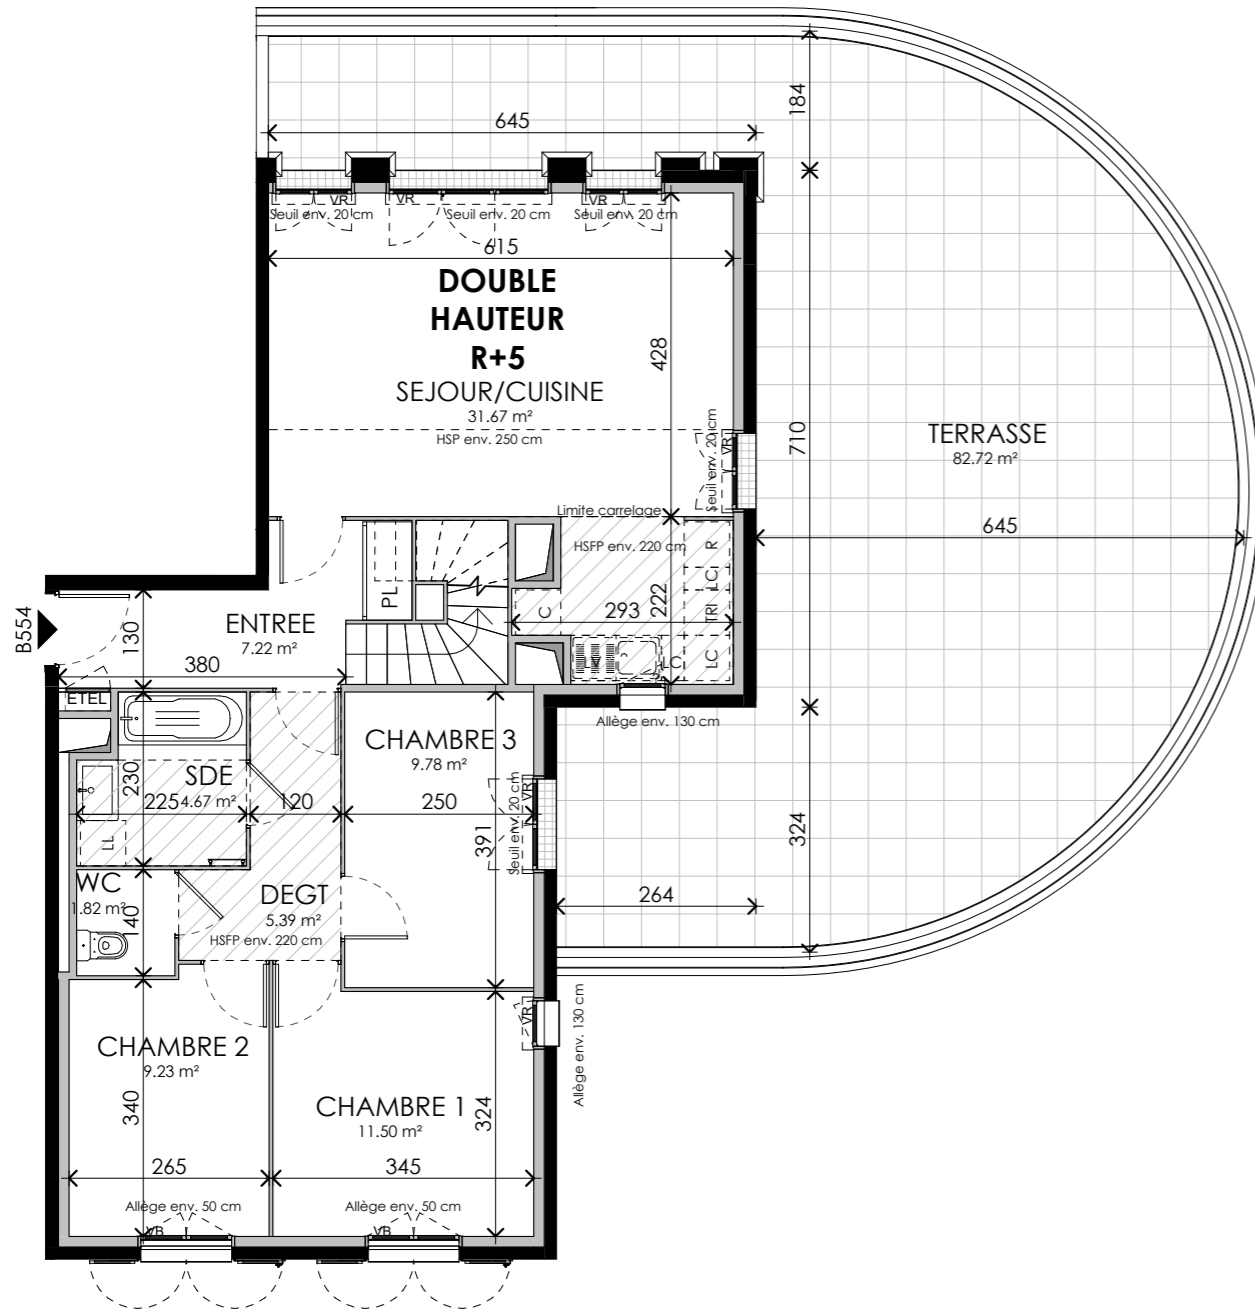 184
645
VR
VR
VR
Seuil env. 20 cm
Seuil env. 20 cm
Seuil env. 20 cm
615
DOUBLE
HAUTEUR
R+5
SEJOUR/CUISINE
31.67 m²
HSP env. 250 cm
428
Seuil env. 20 cm
VR
710
TERRASSE
82.72 m²
645
Limite carrelage
HSFP env. 220 cm
R
LC
TRI
LC
222
293
C
LV
LC
PL
B554
130
ENTREE
7.22 m²
380
ETEL
Allège env. 130 cm
CHAMBRE 3
9.78 m²
SDE
4.67 m²
230
225
120
250
391
Seuil env. 20 cm
VR
324
LL
WC
1.82 m²
140
DEGT
5.39 m²
HSFP env. 220 cm
264
VR
Allège env. 130 cm
CHAMBRE 2
9.23 m²
340
CHAMBRE 1
11.50 m²
324
265
345
Allège env. 50 cm
Allège env. 50 cm
VB
VB